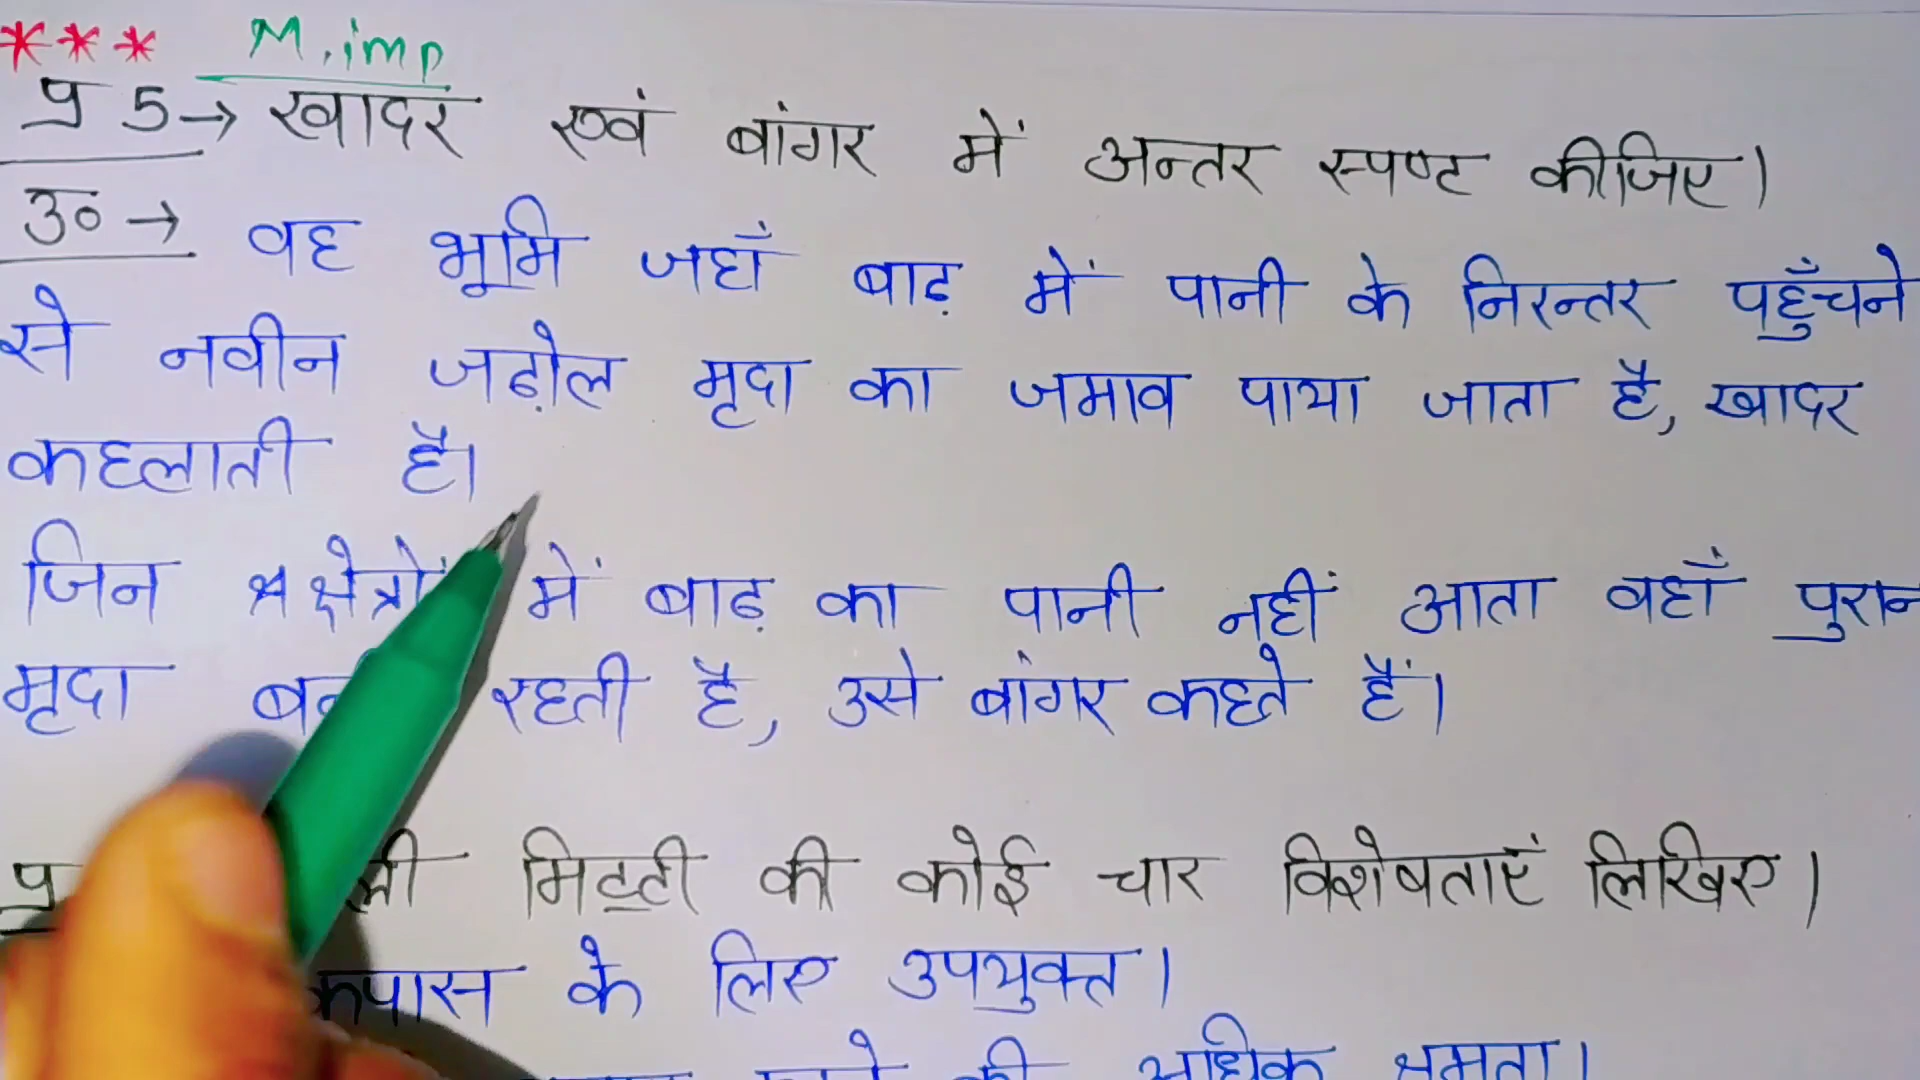 *** M. imp
प्र 5→ खादर एवं बांगर में अन्तर स्पष्ट कीजिए।
उ० → वह भूमि जहाँ बाढ़ में पानी के निरन्तर पहुँचने
से नवीन जढ़ोल मृदा का जमाव पाया जाता है, खादर
कहलाती है।
जिन क्षेत्रों में बाढ़ का पानी नहीं आता वहाँ पुरान
मृदा रहती है, उसे बांगर कहते हैं।
प्र मिट्टी की कोई चार विशेषताएं लिखिए।
कपास के लिए उपयुक्त।
की अधिक क्षमता।